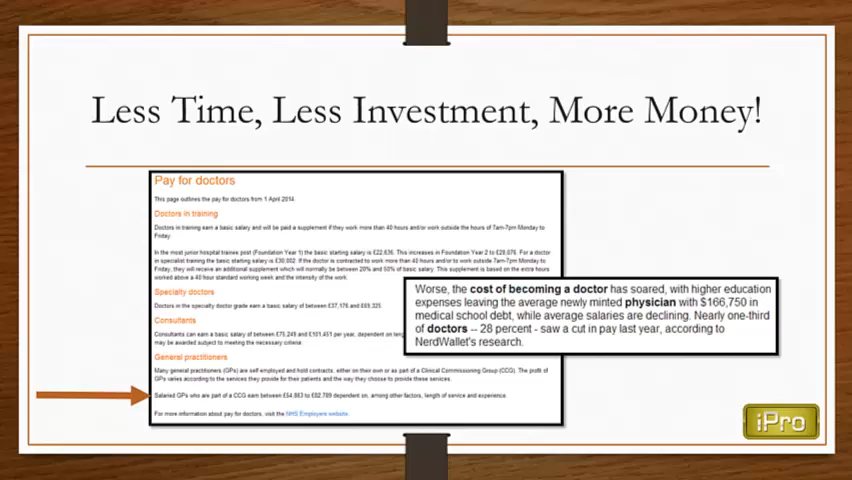 Less Time, Less Investment, More Money!
Pay for doctors
This page outlines the pay for doctors from 1 April 2014.
Doctors in training
Doctors in training earn a basic salary and will be paid a supplement if they work more than 40 hours and/or work outside the hours of 7am-7pm Monday to
Friday.
In the most junior hospital trainee post (Foundation Year 1) the basic starting salary is £22,636. This increases in Foundation Year 2 to £28,076. For a doctor
in specialist training the basic starting salary is £30,002. If the doctor is contracted to work more than 40 hours and/or to work outside 7am-7pm Monday to
Friday, they will receive an additional supplement which will normally be between 20% and 50% of basic salary. This supplement is based on the extra hours
worked above a 40 hour standard working week and the intensity of the work.
Specialty doctors
Doctors in the specialty doctor grade earn a basic salary of between £37,176 and £69,325.
Consultants
Consultants can earn a basic salary of between £75,249 and £101,451 per year, dependent on
may be awarded subject to meeting the necessary criteria.
General practitioners
Many general practitioners (GPs) are self employed and hold contracts, either on their own or as part of a Clinical Commissioning Group (CCG). The profit of
GPs varies according to the services they provide for their patients and the way they choose to provide these services.
Salaried GPs who are part of a CCG earn between £54,863 to £82,789 dependent on, among other factors, length of service and experience.
For more information about pay for doctors, visit the NHS Employers website.
Worse, the cost of becoming a doctor has soared, with higher education
expenses leaving the average newly minted physician with $166,750 in
medical school debt, while average salaries are declining. Nearly one-third
of doctors -- 28 percent - saw a cut in pay last year, according to
NerdWallet's research.
iPro